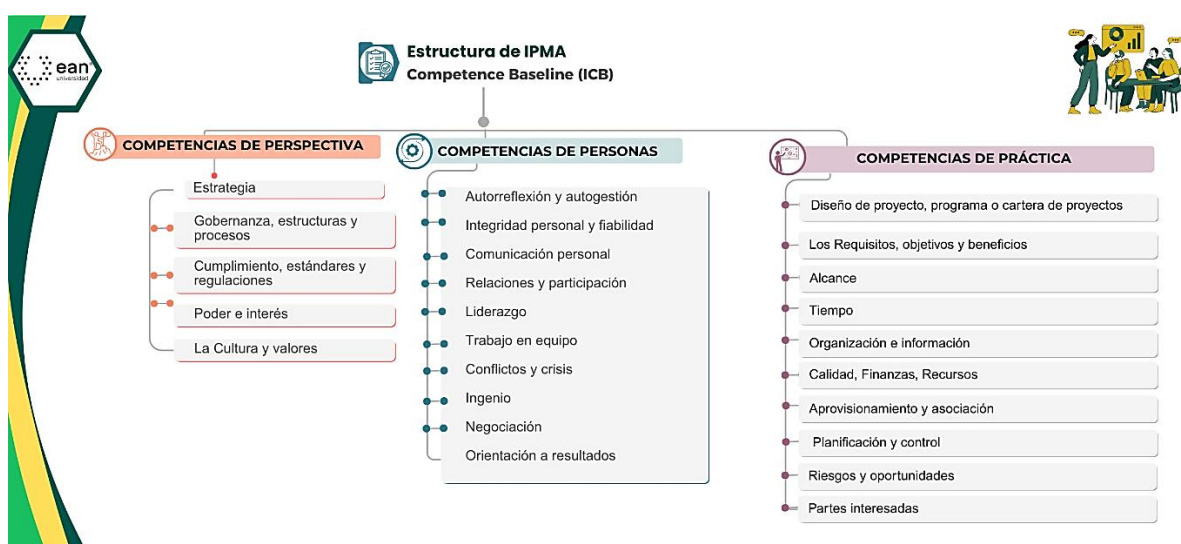 ean
universidad
Estructura de IPMA
Competence Baseline (ICB)
COMPETENCIAS DE PERSPECTIVA
Estrategia
Gobernanza, estructuras y
procesos
Cumplimiento, estándares y
regulaciones
Poder e interés
La Cultura y valores
COMPETENCIAS DE PERSONAS
Autorreflexión y autogestión
Integridad personal y fiabilidad
Comunicación personal
Relaciones y participación
Liderazgo
Trabajo en equipo
Conflictos y crisis
Ingenio
Negociación
Orientación a resultados
COMPETENCIAS DE PRÁCTICA
Diseño de proyecto, programa o cartera de proyectos
Los Requisitos, objetivos y beneficios
Alcance
Tiempo
Organización e información
Calidad, Finanzas, Recursos
Aprovisionamiento y asociación
Planificación y control
Riesgos y oportunidades
Partes interesadas